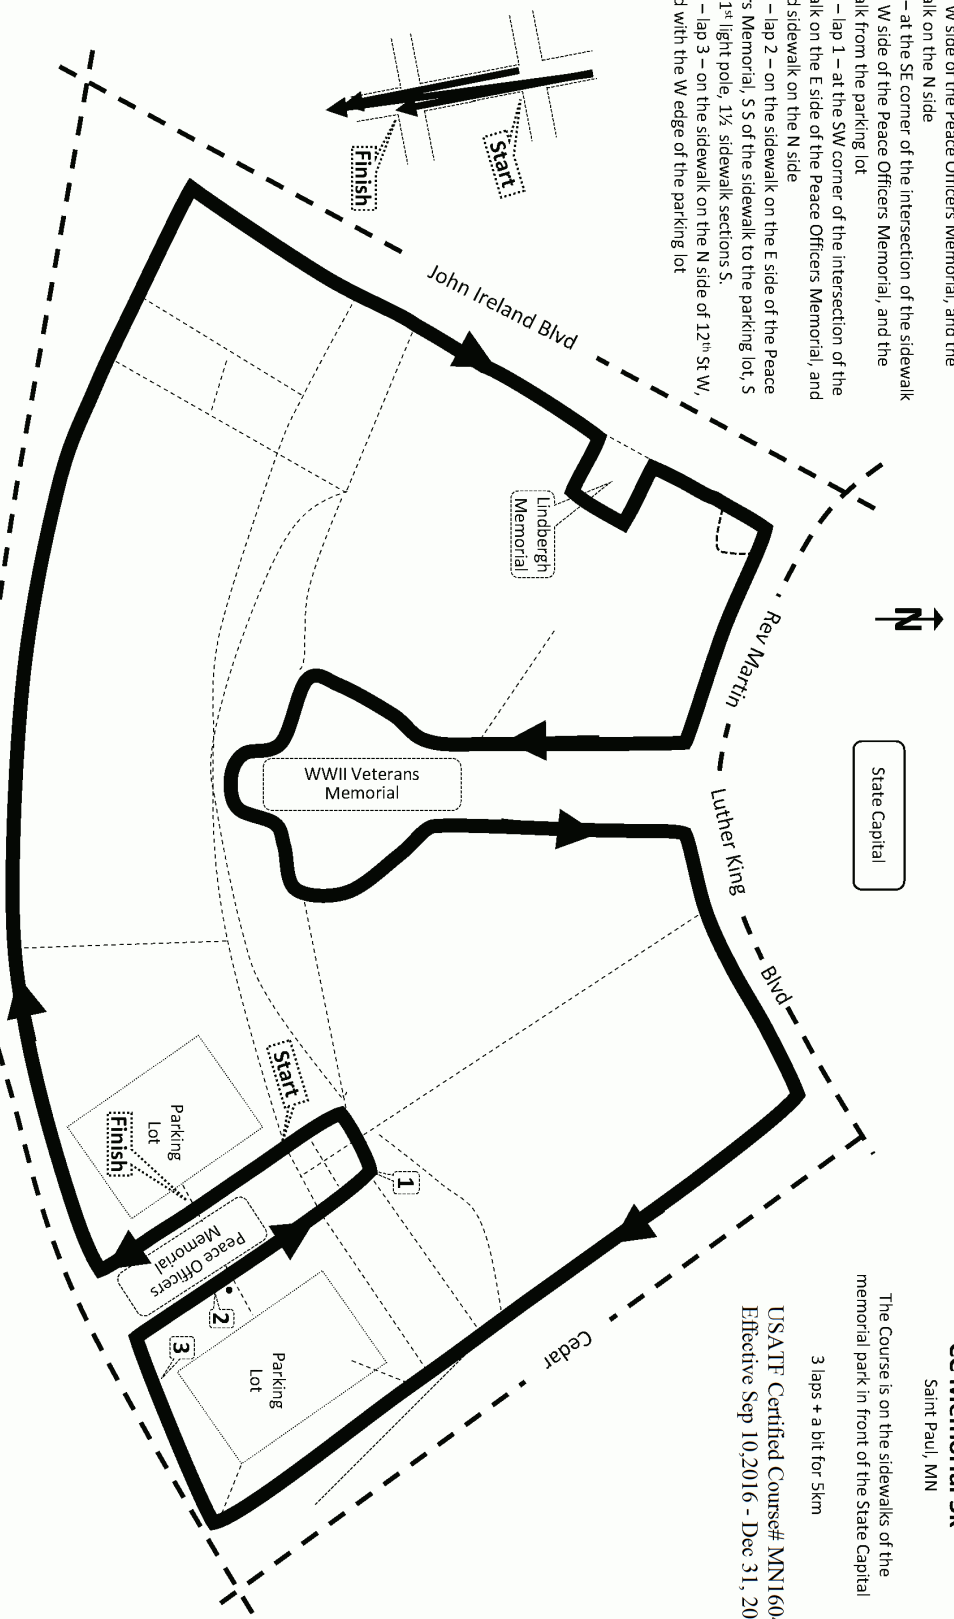 W side of the Peace Officers Memorial, and the
on the N side
– at the SE corner of the intersection of the sidewalk
W side of the Peace Officers Memorial, and the
from the parking lot
– lap 1 – at the SW corner of the intersection of the
on the E side of the Peace Officers Memorial, and
sidewalk on the N side
– lap 2 – on the sidewalk on the E side of the Peace
Memorial, S S of the sidewalk to the parking lot, S
1st light pole, 1½ sidewalk sections S.
– lap 3 – on the sidewalk on the N side of 12th St W,
with the W edge of the parking lot
Start
Finish
John Ireland Blvd
Lindbergh
Memorial
N
State Capital
Rev Martin
Luther King
Blvd
WWII Veterans
Memorial
Start
Parking
Lot
Finish
Peace Officers
Memorial
1
2
3
Parking
Lot
Cedar
Saint Paul, MN
The Course is on the sidewalks of the
memorial park in front of the State Capital
3 laps + a bit for 5km
USATF Certified Course# MN160
Effective Sep 10,2016 - Dec 31, 20